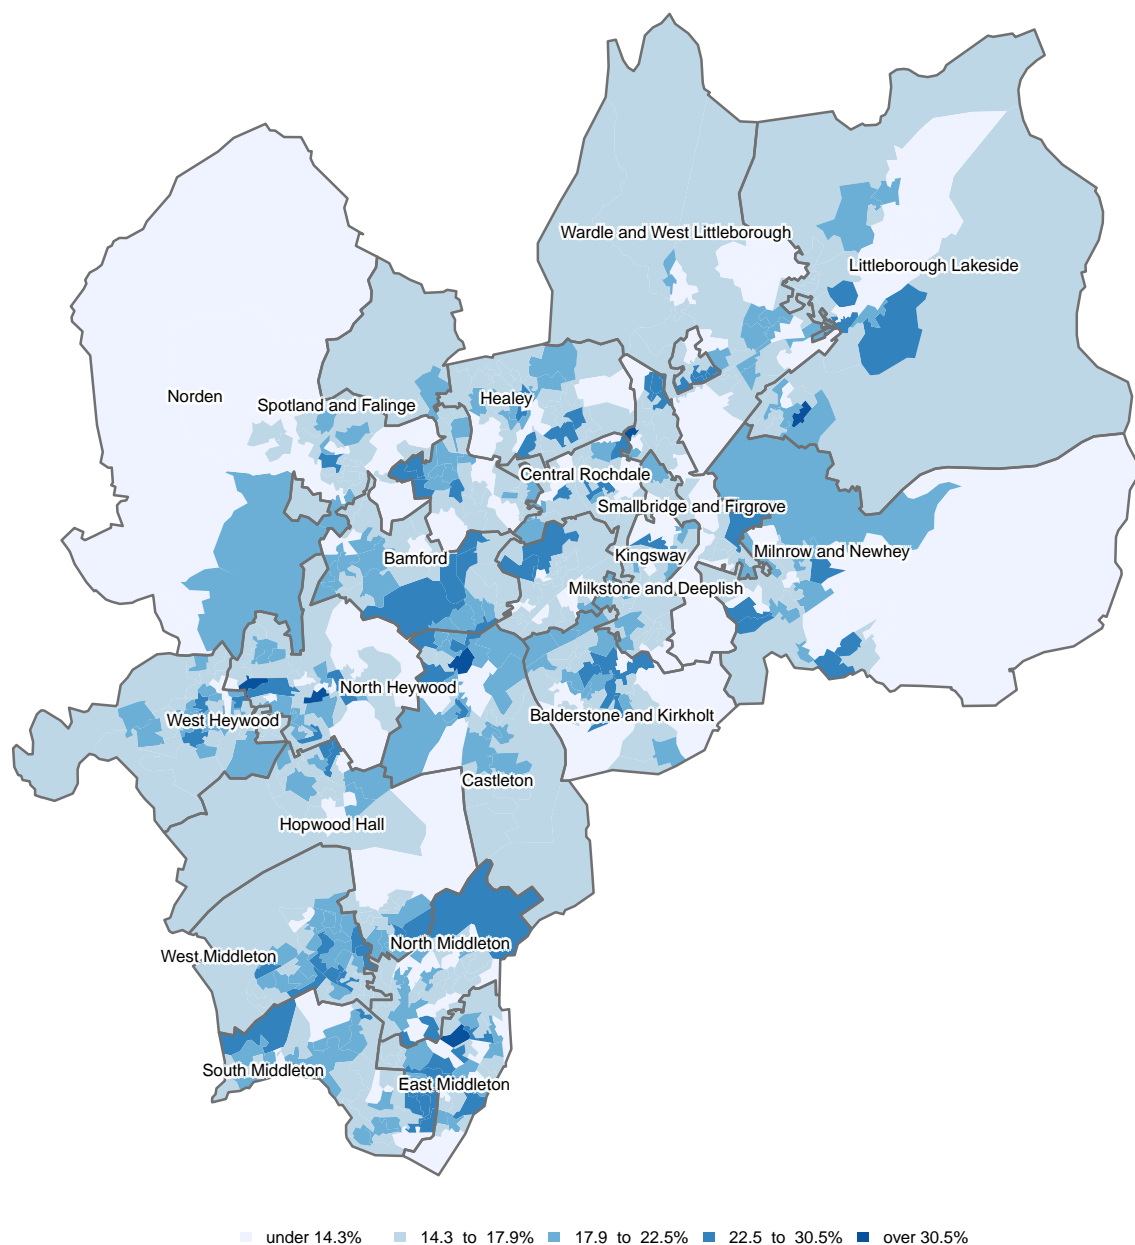 Wardle and West Littleborough
Littleborough Lakeside
Norden
Spotland and Falinge
Healey
Central Rochdale
Smallbridge and Firgrove
Bamford
Kingsway
Milnrow and Newhey
Milkstone and Deeplish
North Heywood
West Heywood
Balderstone and Kirkholt
Castleton
Hopwood Hall
North Middleton
West Middleton
South Middleton
East Middleton
under 14.3% 14.3 to 17.9% 17.9 to 22.5% 22.5 to 30.5% over 30.5%